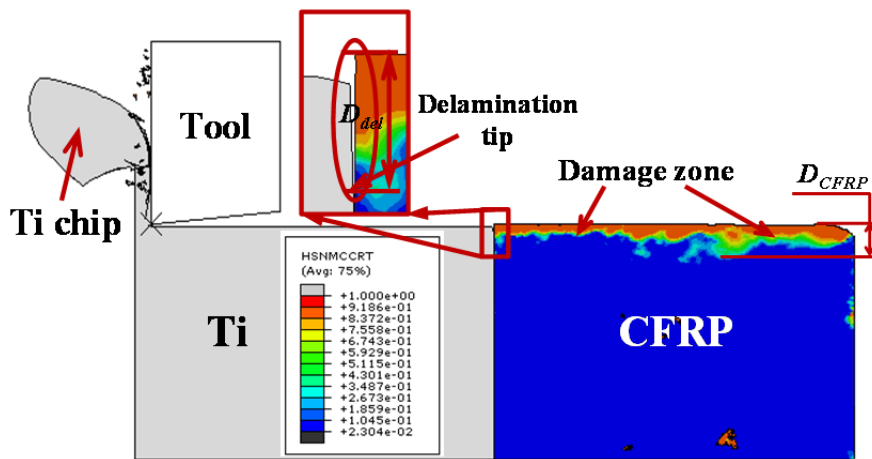 Tool
Ti chip
D_del
Delamination
tip
Damage zone
D_CFRP
HSNMCCRT
(Avg: 75%)
+1.000e+00
+9.186e-01
+8.372e-01
+7.558e-01
+6.743e-01
+5.929e-01
+5.115e-01
+4.301e-01
+3.487e-01
+2.673e-01
+1.859e-01
+1.045e-01
+2.304e-02
Ti
CFRP